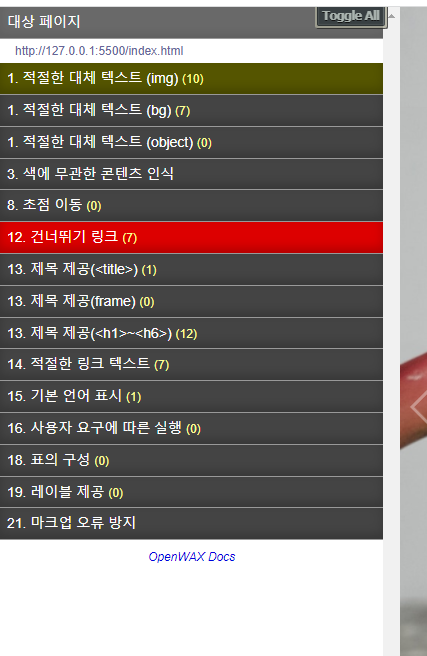 대상 페이지
Toggle All
http://127.0.0.1:5500/index.html
1. 적절한 대체 텍스트 (img) (10)
1. 적절한 대체 텍스트 (bg) (7)
1. 적절한 대체 텍스트 (object) (0)
3. 색에 무관한 콘텐츠 인식
8. 초점 이동 (0)
12. 건너뛰기 링크 (7)
13. 제목 제공(<title>) (1)
13. 제목 제공(frame) (0)
13. 제목 제공(<h1>~<h6>) (12)
14. 적절한 링크 텍스트 (7)
15. 기본 언어 표시 (1)
16. 사용자 요구에 따른 실행 (0)
18. 표의 구성 (0)
19. 레이블 제공 (0)
21. 마크업 오류 방지
OpenWAX Docs